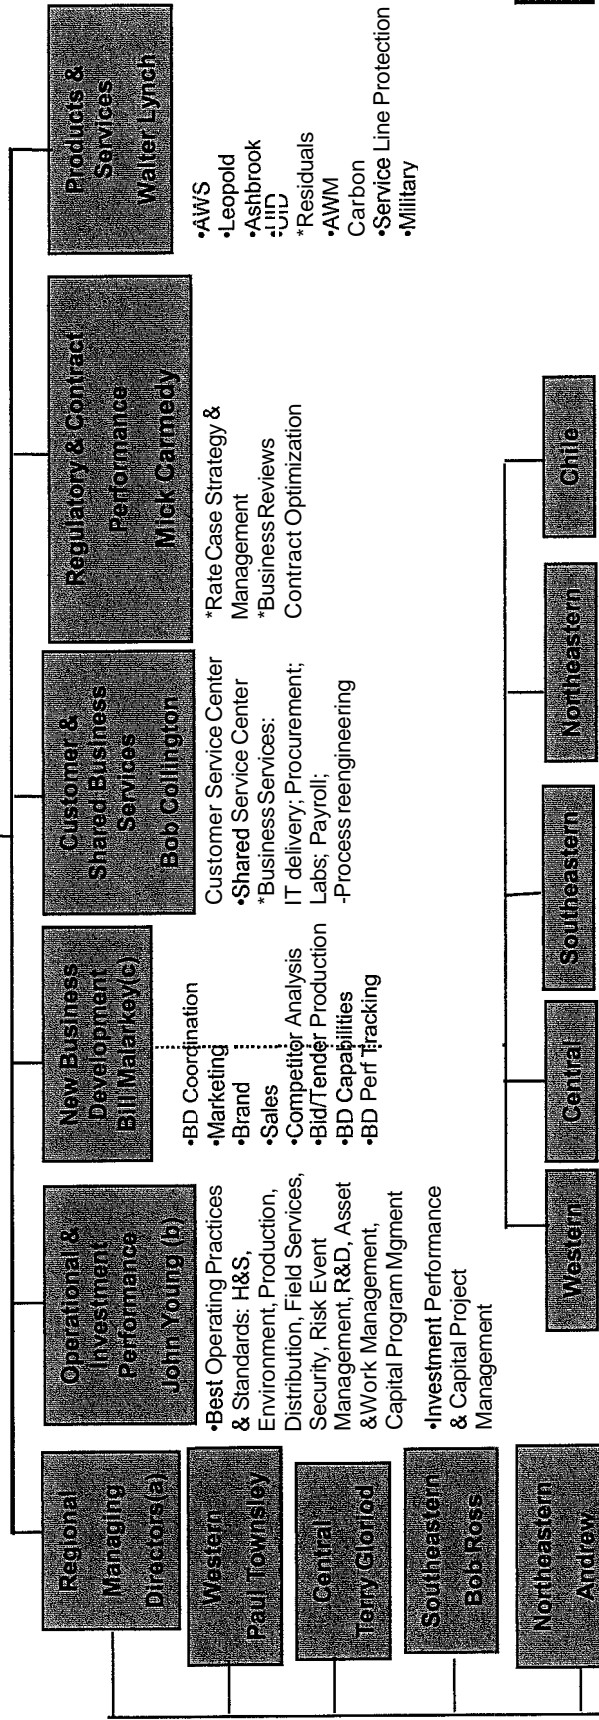 Regional
Managing
Directors(a)
Western
Paul Townsley
Central
Terry Gloriod
Southeastern
Bob Ross
Northeastern
Andrew
Operational &
Investment
Performance
John Young (b)
•Best Operating Practices
& Standards: H&S,
Environment, Production,
Distribution, Field Services,
Security, Risk Event
Management, R&D, Asset
&Work Management,
Capital Program Mgment
•Investment Performance
& Capital Project
Management
New Business
Development
Bill Malarkey(c)
•BD Coordination
•Marketing
•Brand
•Sales
•Competitor Analysis
•Bid/Tender Production
•BD Capabilities
•BD Perf Tracking
Customer &
Shared Business
Services
Bob Collington
Customer Service Center
•Shared Service Center
*Business Services:
IT delivery; Procurement;
Labs; Payroll;
-Process reengineering
Regulatory & Contract
Performance
Mick Carmedy
*Rate Case Strategy &
Management
*Business Reviews
Contract Optimization
Products &
Services
Walter Lynch
•AWS
•Leopold
•Ashbrook
*Residuals
•AWM
Carbon
•Service Line Protection
•Military
Western
Central
Southeastern
Northeastern
Chile